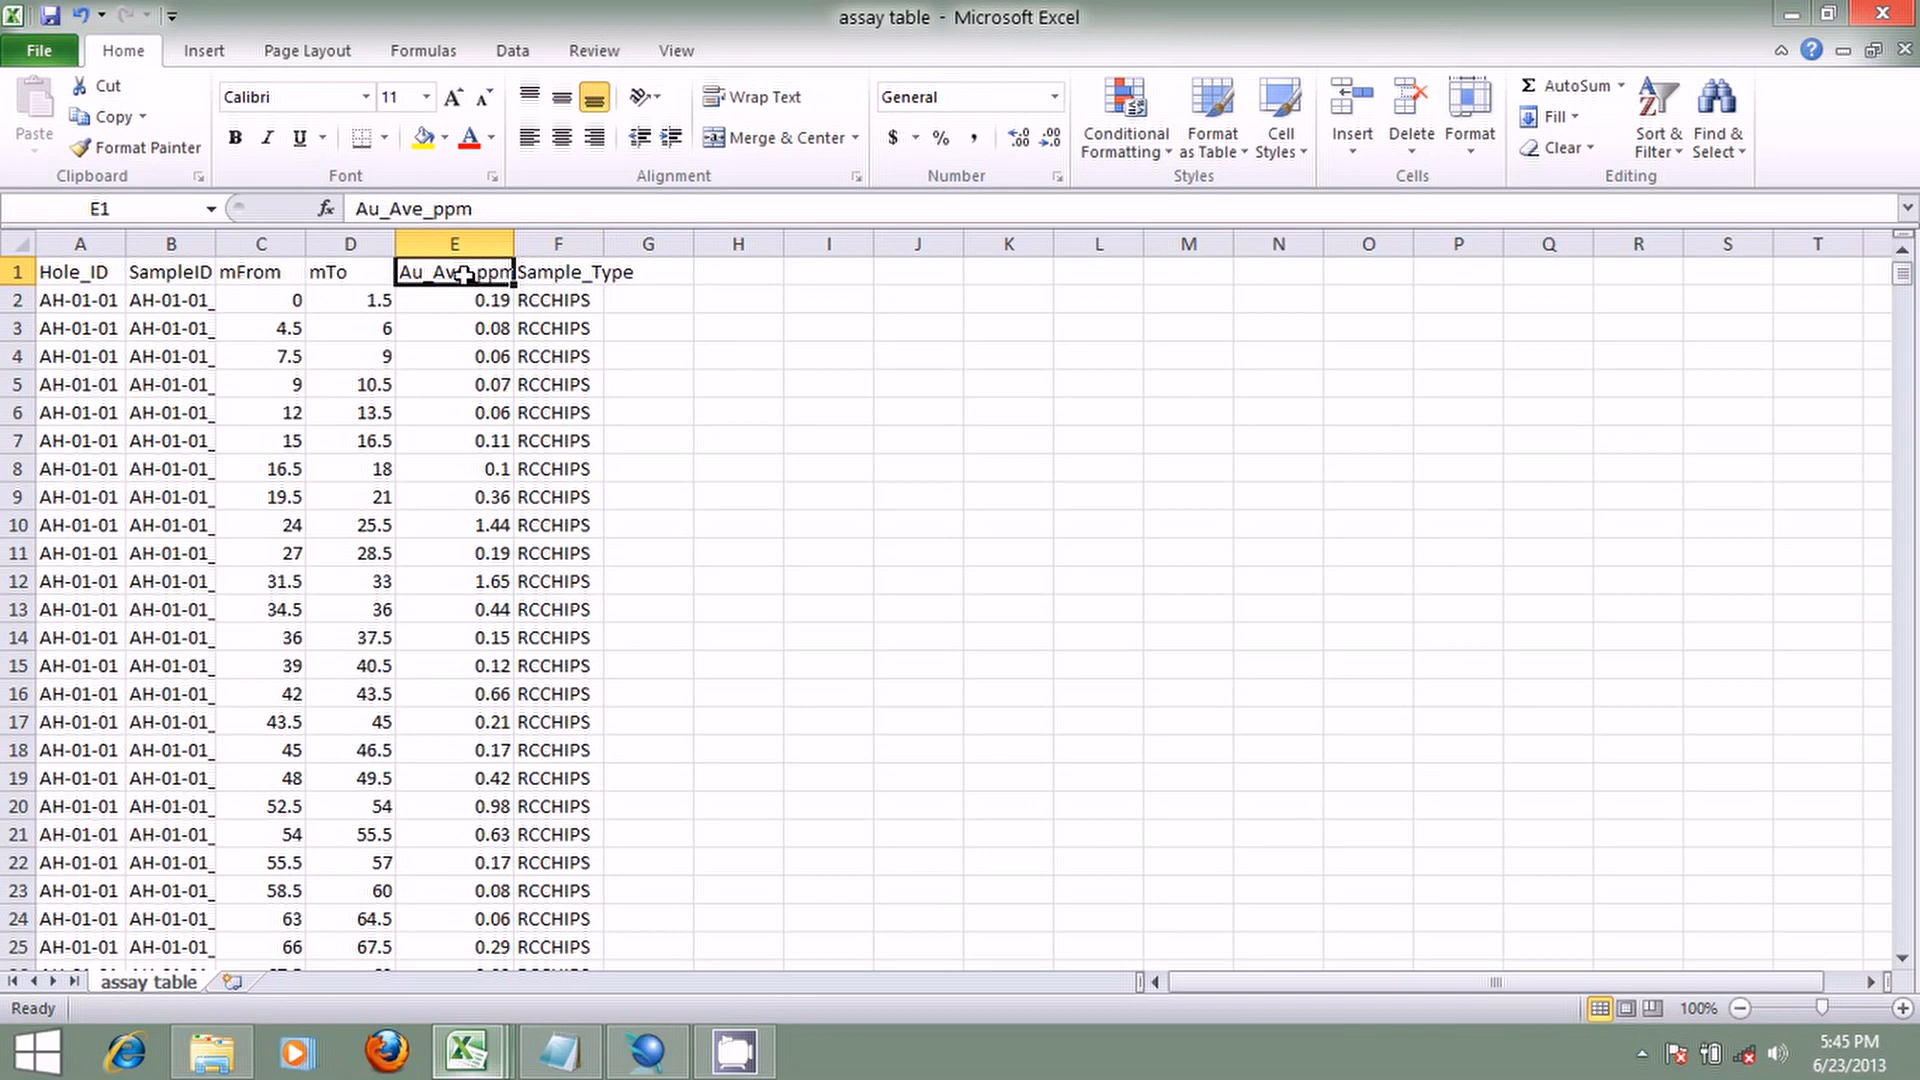 assay table - Microsoft Excel
File Home Insert Page Layout Formulas Data Review View
Cut
Copy
Format Painter
Paste
Calibri 11
B I U
Wrap Text
Merge & Center
General
$ % ,
Conditional Formatting
Format as Table
Cell Styles
Insert Delete Format
Σ AutoSum
Fill
Clear
Sort & Filter
Find & Select
Clipboard Font Alignment Number Styles Cells Editing
E1 fx Au_Ave_ppm
A B C D E F G H I J K L M N O P Q R S T
1 Hole_ID SampleID mFrom mTo Au_Ave_ppm Sample_Type
2 AH-01-01 AH-01-01_ 0 1.5 0.19 RCCHIPS
3 AH-01-01 AH-01-01_ 4.5 6 0.08 RCCHIPS
4 AH-01-01 AH-01-01_ 7.5 9 0.06 RCCHIPS
5 AH-01-01 AH-01-01_ 9 10.5 0.07 RCCHIPS
6 AH-01-01 AH-01-01_ 12 13.5 0.06 RCCHIPS
7 AH-01-01 AH-01-01_ 15 16.5 0.11 RCCHIPS
8 AH-01-01 AH-01-01_ 16.5 18 0.1 RCCHIPS
9 AH-01-01 AH-01-01_ 19.5 21 0.36 RCCHIPS
10 AH-01-01 AH-01-01_ 24 25.5 1.44 RCCHIPS
11 AH-01-01 AH-01-01_ 27 28.5 0.19 RCCHIPS
12 AH-01-01 AH-01-01_ 31.5 33 1.65 RCCHIPS
13 AH-01-01 AH-01-01_ 34.5 36 0.44 RCCHIPS
14 AH-01-01 AH-01-01_ 36 37.5 0.15 RCCHIPS
15 AH-01-01 AH-01-01_ 39 40.5 0.12 RCCHIPS
16 AH-01-01 AH-01-01_ 42 43.5 0.66 RCCHIPS
17 AH-01-01 AH-01-01_ 43.5 45 0.21 RCCHIPS
18 AH-01-01 AH-01-01_ 45 46.5 0.17 RCCHIPS
19 AH-01-01 AH-01-01_ 48 49.5 0.42 RCCHIPS
20 AH-01-01 AH-01-01_ 52.5 54 0.98 RCCHIPS
21 AH-01-01 AH-01-01_ 54 55.5 0.63 RCCHIPS
22 AH-01-01 AH-01-01_ 55.5 57 0.17 RCCHIPS
23 AH-01-01 AH-01-01_ 58.5 60 0.08 RCCHIPS
24 AH-01-01 AH-01-01_ 63 64.5 0.06 RCCHIPS
25 AH-01-01 AH-01-01_ 66 67.5 0.29 RCCHIPS
assay table
Ready 100%
5:45 PM
6/23/2013